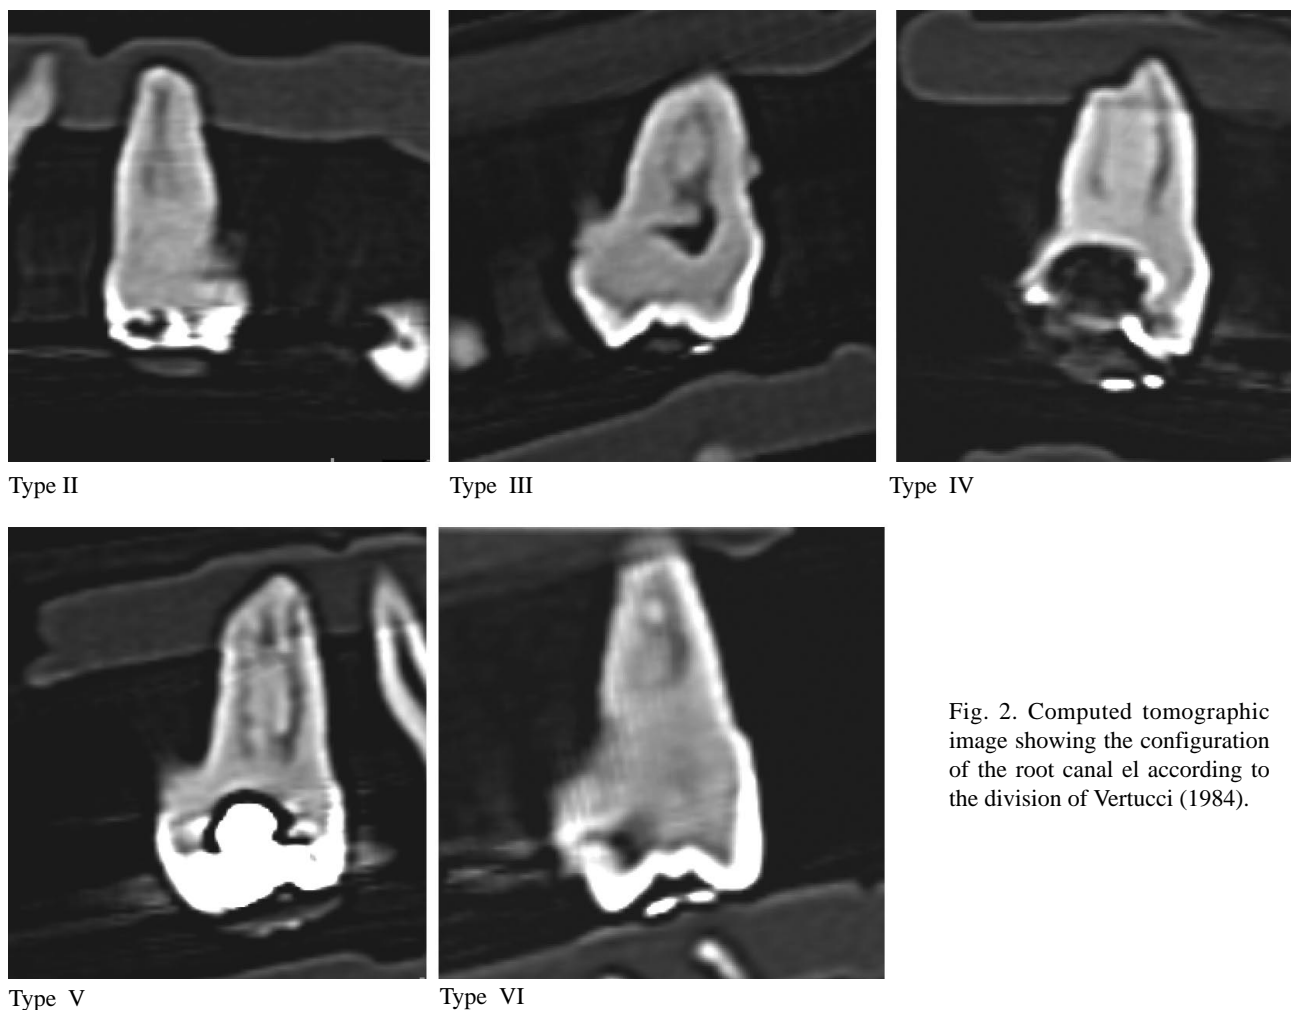 Type II
Type III
Type IV
Type V
Type VI
Fig. 2. Computed tomographic
image showing the configuration
of the root canal el according to
the division of Vertucci (1984).